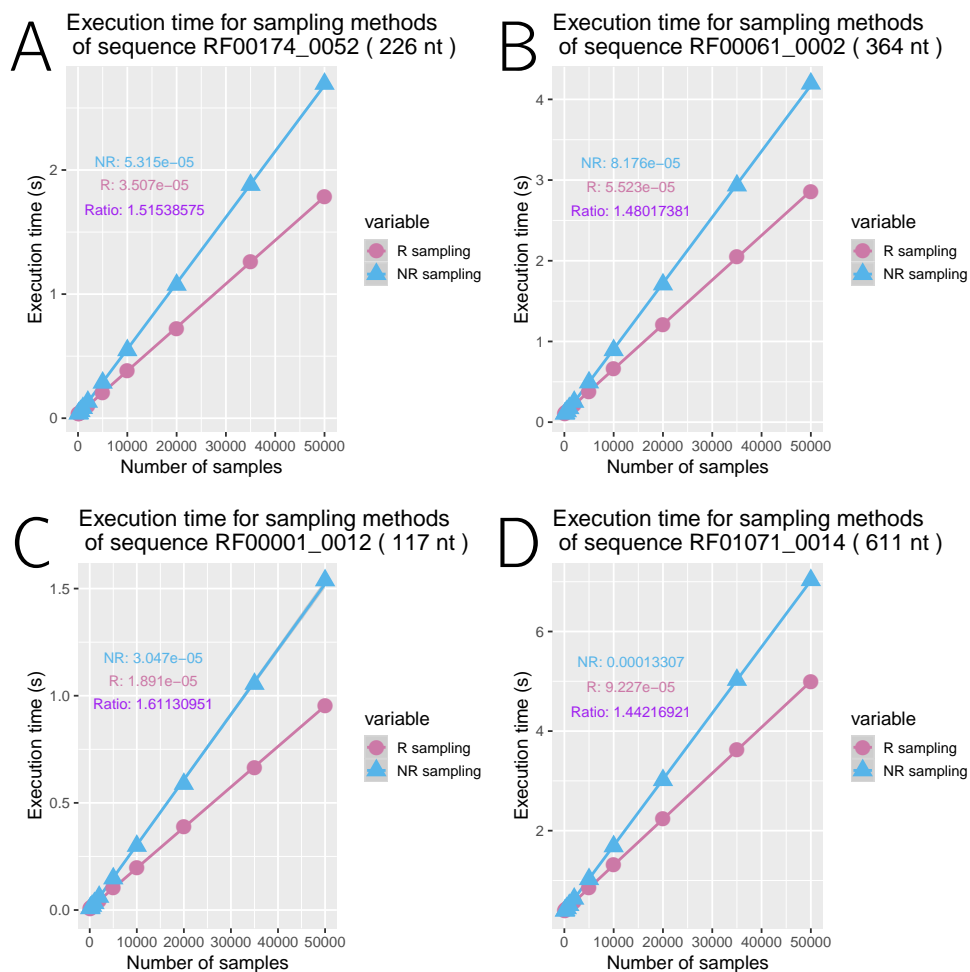 A
Execution time for sampling methods
of sequence RF00174_0052 ( 226 nt )
Execution time (s)
2
1
0
NR: 5.315e−05
R: 3.507e−05
Ratio: 1.51538575
0 10000 20000 30000 40000 50000
Number of samples
variable
R sampling
NR sampling
B
Execution time for sampling methods
of sequence RF00061_0002 ( 364 nt )
Execution time (s)
4
3
2
1
0
NR: 8.176e−05
R: 5.523e−05
Ratio: 1.48017381
0 10000 20000 30000 40000 50000
Number of samples
variable
R sampling
NR sampling
C
Execution time for sampling methods
of sequence RF00001_0012 ( 117 nt )
Execution time (s)
1.5
1.0
0.5
0.0
NR: 3.047e−05
R: 1.891e−05
Ratio: 1.61130951
0 10000 20000 30000 40000 50000
Number of samples
variable
R sampling
NR sampling
D
Execution time for sampling methods
of sequence RF01071_0014 ( 611 nt )
Execution time (s)
6
4
2
NR: 0.00013307
R: 9.227e−05
Ratio: 1.44216921
0 10000 20000 30000 40000 50000
Number of samples
variable
R sampling
NR sampling